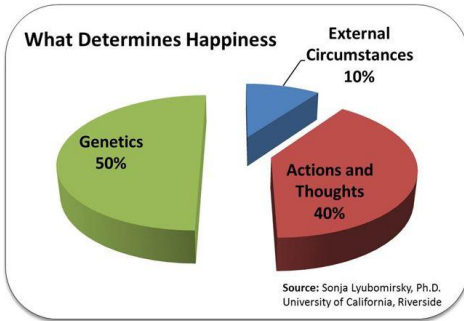 What Determines Happiness
External
Circumstances
10%
Genetics
50%
Actions and
Thoughts
40%
Source: Sonja Lyubomirsky, Ph.D.
University of California, Riverside